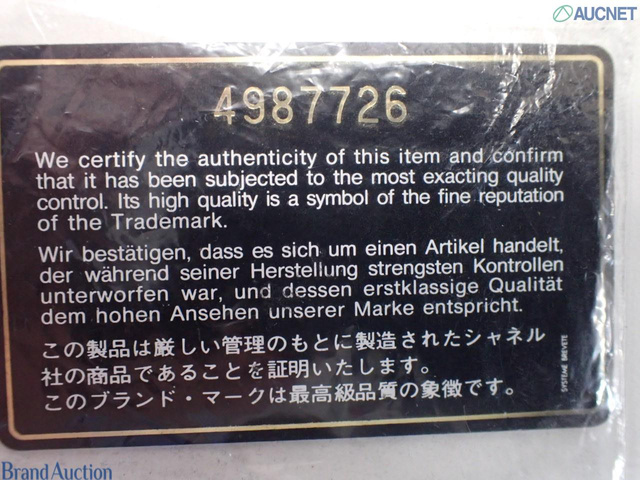 AUCNET
4987726
We certify the authenticity of this item and confirm
that it has been subjected to the most exacting quality
control. Its high quality is a symbol of the fine reputation
of the Trademark.
Wir bestätigen, dass es sich um einen Artikel handelt,
der während seiner Herstellung strengsten Kontrollen
unterworfen war, und dessen erstklassige Qualität
dem hohen Ansehen unserer Marke entspricht.
この製品は厳しい管理のもとに製造されたシャネル
社の商品であることを証明いたします。
このブランド・マークは最高級品質の象徴です。
SYSTEME BREVETE
Brand Auction